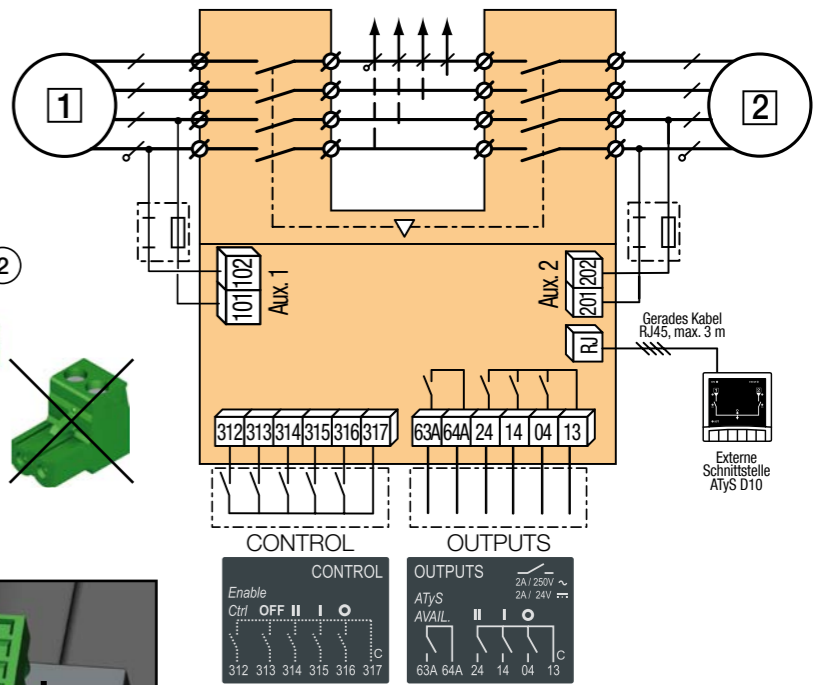 1
2
2
102
101
Aux. 1
Aux. 2
202
201
RJ
Gerades Kabel
RJ45, max. 3 m
Externe
Schnittstelle
ATyS D10
312 313 314 315 316 317
63A 64A 24 14 04 13
CONTROL
OUTPUTS
CONTROL
Enable
Ctrl OFF II I O
C
312 313 314 315 316 317
OUTPUTS
2A / 250V ~
2A / 24V ⎓
ATyS
AVAIL. II I O
C
63A 64A 24 14 04 13